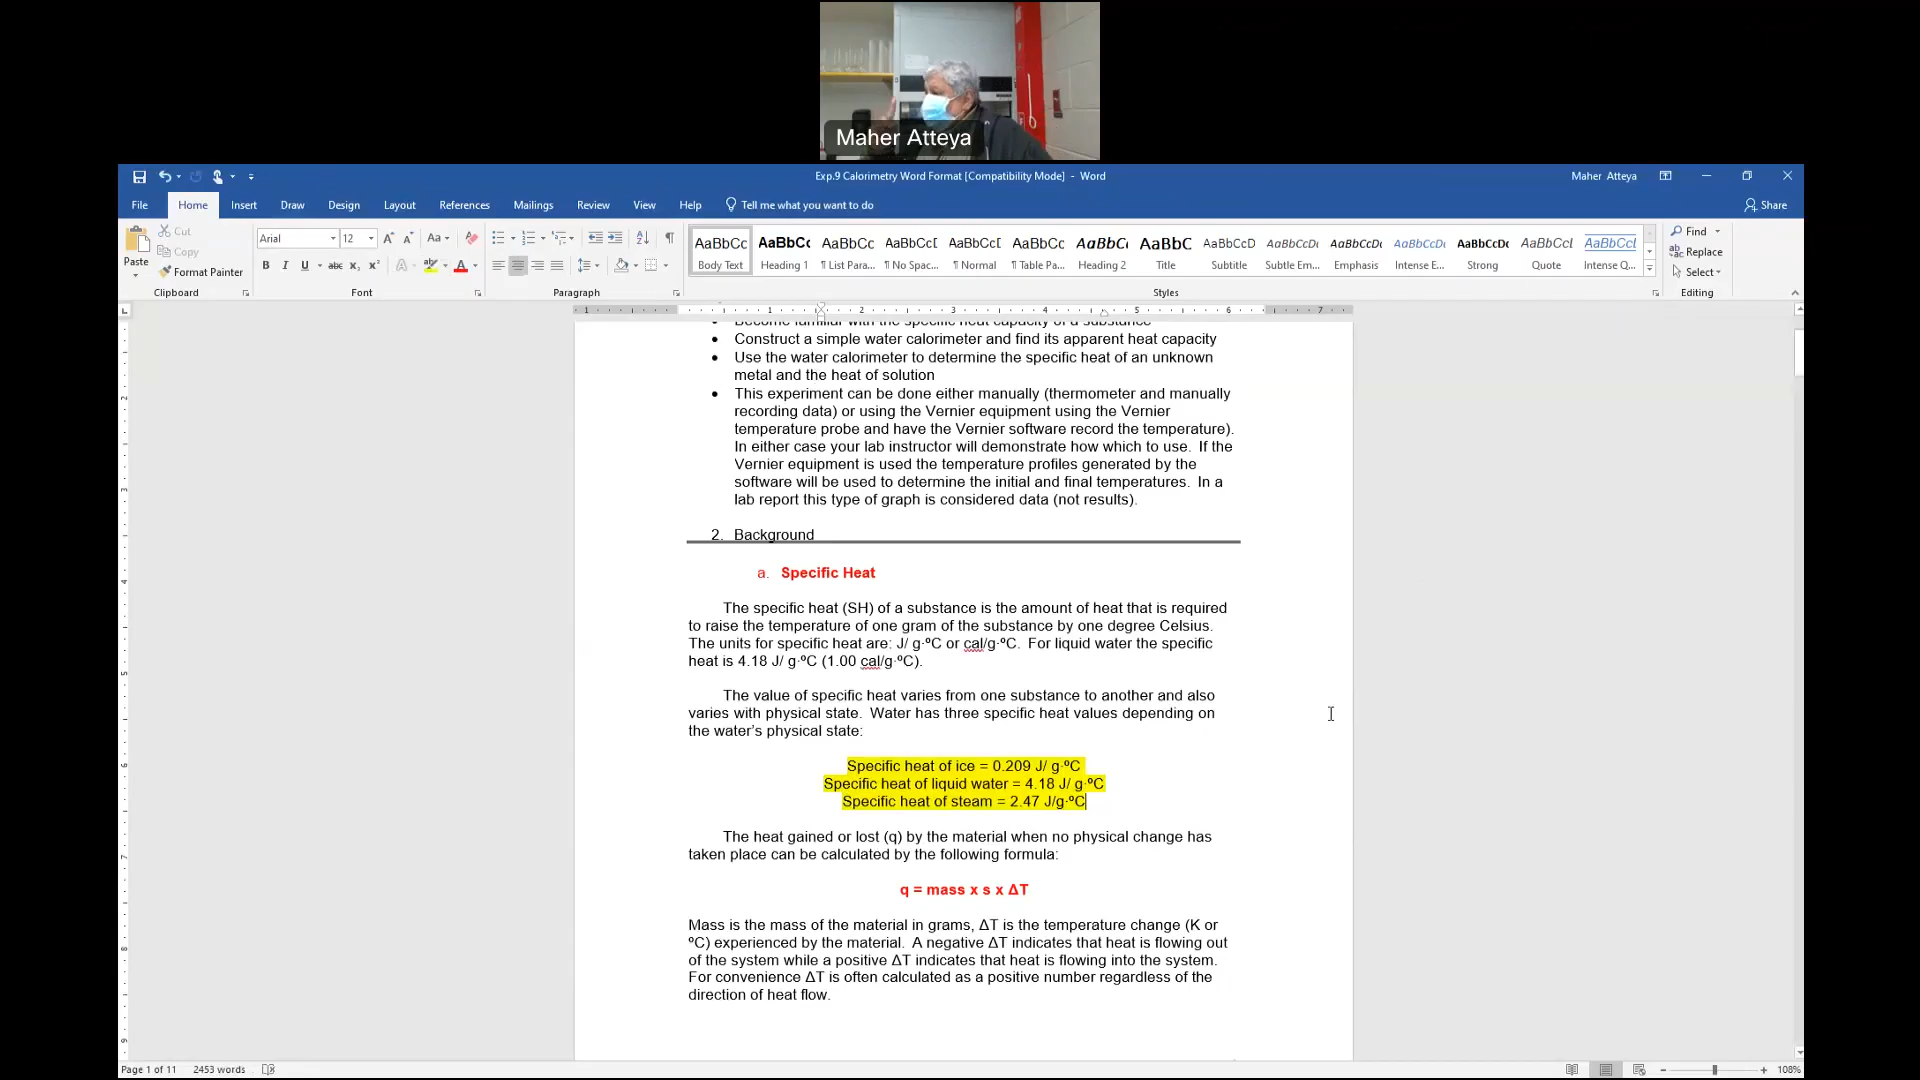 Maher Atteya
Exp.9 Calorimetry Word Format [Compatibility Mode] - Word
Maher Atteya
File Home Insert Draw Design Layout References Mailings Review View Help Tell me what you want to do Share
Paste
Cut
Copy
Format Painter
Clipboard
Arial 12
Font
Paragraph
AaBbCc AaBbCc AaBbCc AaBbCcI AaBbCcI AaBbCc AaBbCc AaBbC AaBbCcD AaBbCcDt AaBbCcDt AaBbCcDt AaBbCcDc AaBbCcL AaBbCcL
Body Text Heading 1 ¶ List Para... ¶ No Spac... ¶ Normal ¶ Table Pa... Heading 2 Title Subtitle Subtle Em... Emphasis Intense E... Strong Quote Intense Q...
Styles
Find
Replace
Select
Editing
Become familiar with the specific heat capacity of a substance
• Construct a simple water calorimeter and find its apparent heat capacity
• Use the water calorimeter to determine the specific heat of an unknown
metal and the heat of solution
• This experiment can be done either manually (thermometer and manually
recording data) or using the Vernier equipment using the Vernier
temperature probe and have the Vernier software record the temperature).
In either case your lab instructor will demonstrate how which to use. If the
Vernier equipment is used the temperature profiles generated by the
software will be used to determine the initial and final temperatures. In a
lab report this type of graph is considered data (not results).
2. Background
a. Specific Heat
The specific heat (SH) of a substance is the amount of heat that is required
to raise the temperature of one gram of the substance by one degree Celsius.
The units for specific heat are: J/ g·ºC or cal/g·ºC. For liquid water the specific
heat is 4.18 J/ g·ºC (1.00 cal/g·ºC).
The value of specific heat varies from one substance to another and also
varies with physical state. Water has three specific heat values depending on
the water's physical state:
Specific heat of ice = 0.209 J/ g·ºC
Specific heat of liquid water = 4.18 J/ g·ºC
Specific heat of steam = 2.47 J/g·ºC
The heat gained or lost (q) by the material when no physical change has
taken place can be calculated by the following formula:
q = mass x s x ΔT
Mass is the mass of the material in grams, ΔT is the temperature change (K or
ºC) experienced by the material. A negative ΔT indicates that heat is flowing out
of the system while a positive ΔT indicates that heat is flowing into the system.
For convenience ΔT is often calculated as a positive number regardless of the
direction of heat flow.
Page 1 of 11 2453 words
108%